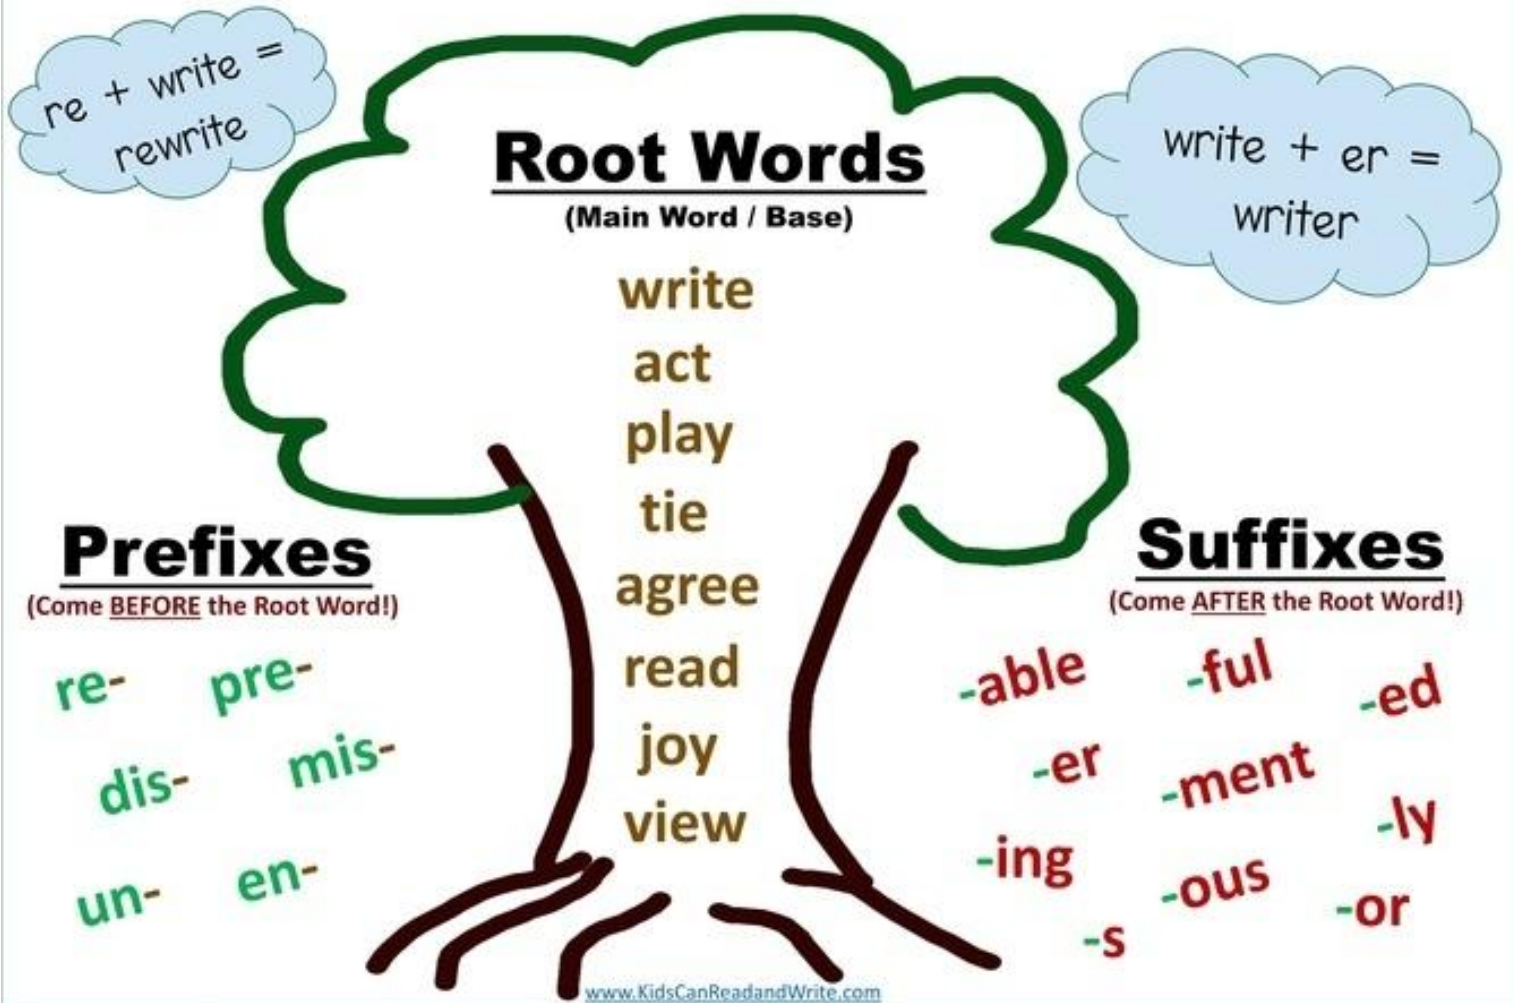 re + write =
rewrite
write + er =
writer
Root Words
(Main Word / Base)
write
act
play
tie
agree
read
joy
view
Prefixes
(Come BEFORE the Root Word!)
re- pre-
dis- mis-
un- en-
Suffixes
(Come AFTER the Root Word!)
-able -ful -ed
-er -ment -ly
-ing -ous -or
-s
www.KidsCanReadandWrite.com